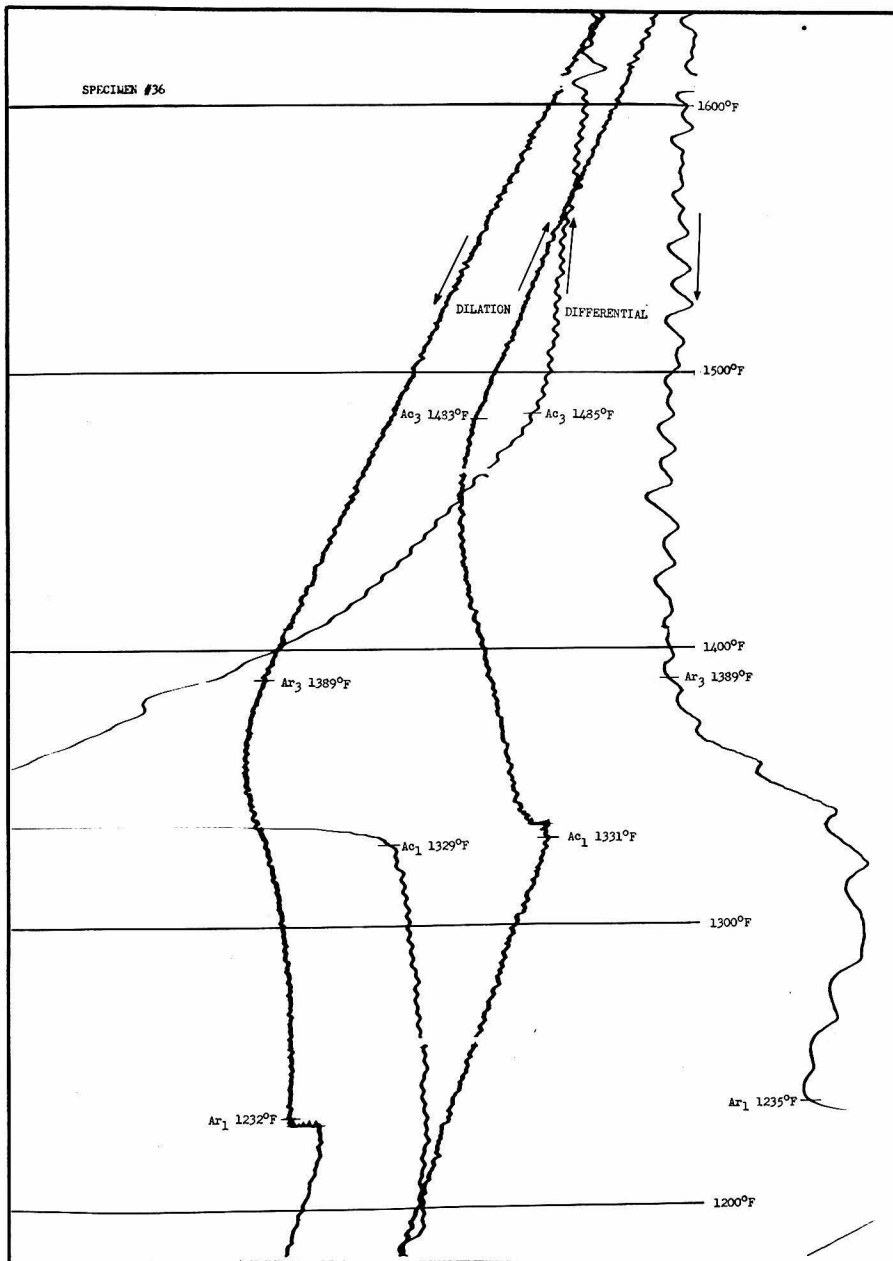 SPECIMEN #36
1600°F
DILATION
DIFFERENTIAL
1500°F
Ac3 1483°F
Ac3 1485°F
1400°F
Ar3 1389°F
Ar3 1389°F
Ac1 1329°F
Ac1 1331°F
1300°F
Ar1 1232°F
Ar1 1235°F
1200°F